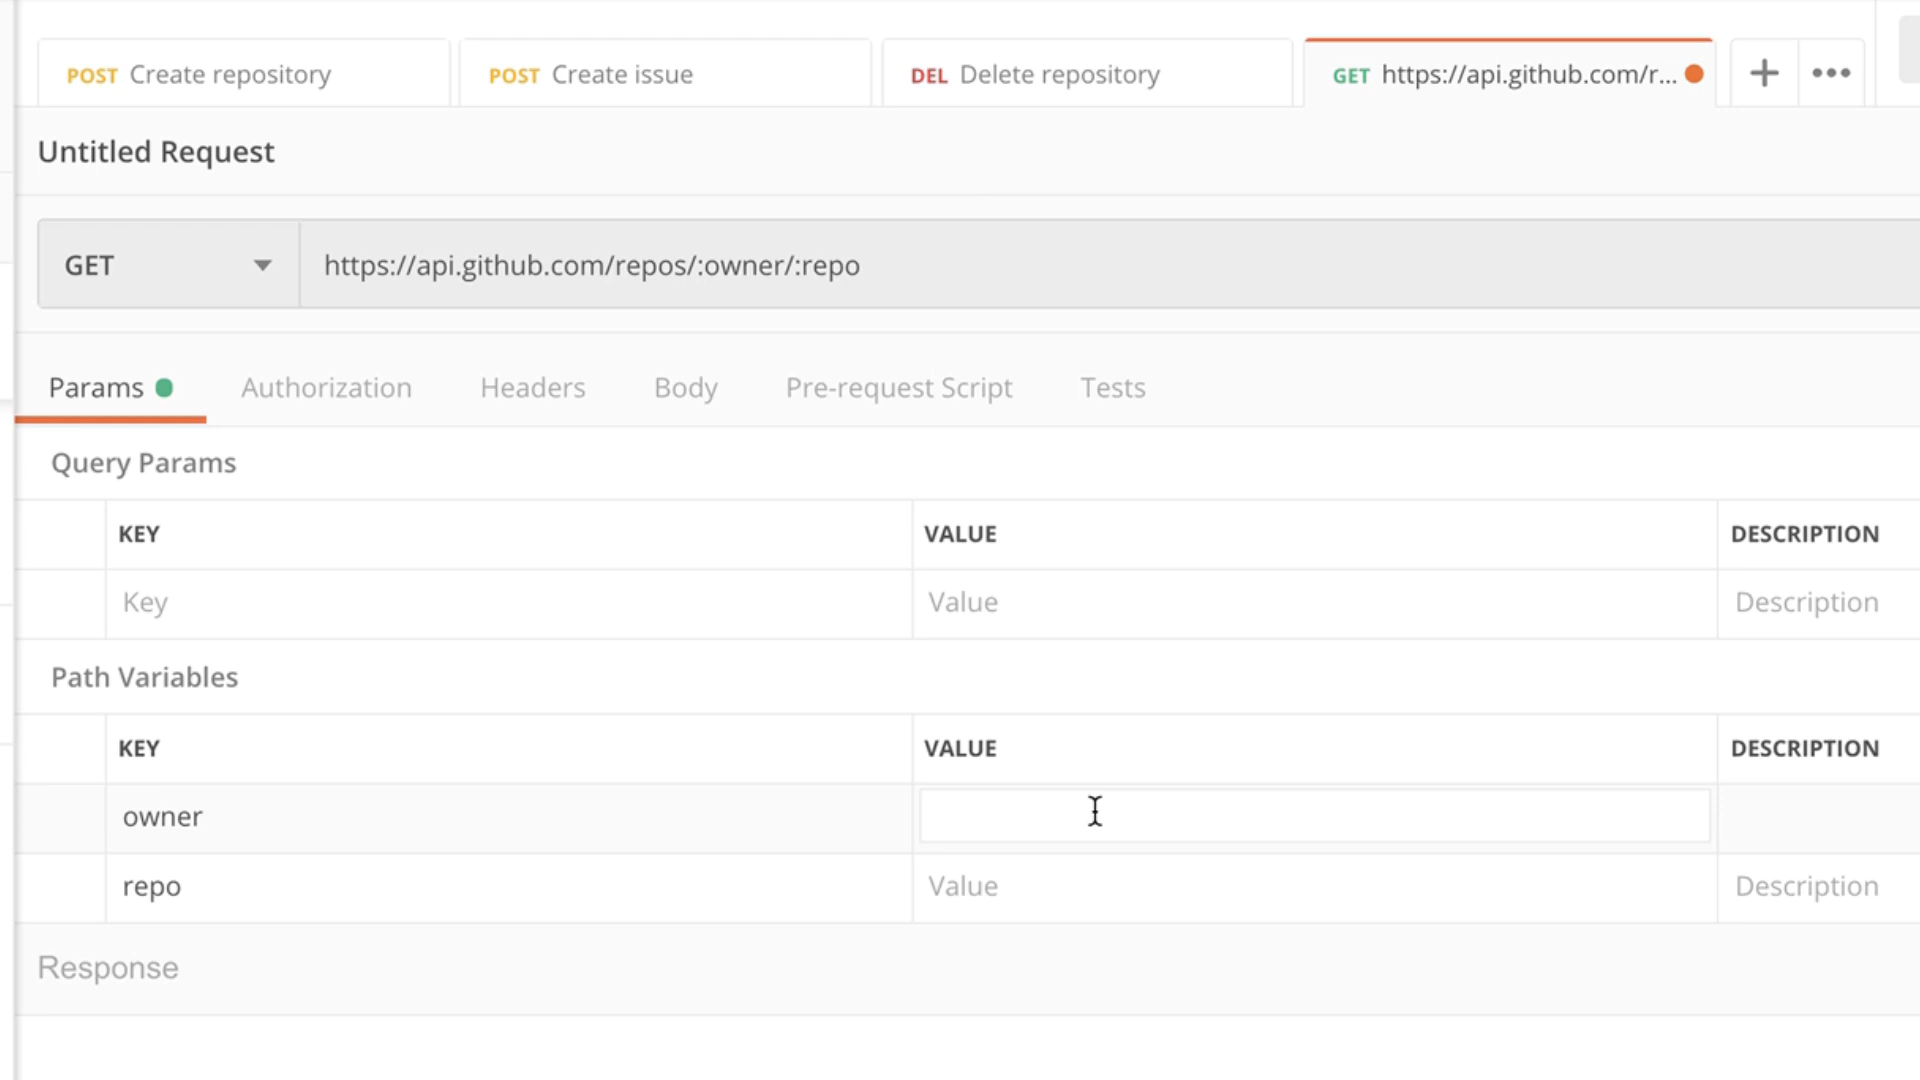 POST Create repository POST Create issue DEL Delete repository GET https://api.github.com/r... + •••
Untitled Request
GET https://api.github.com/repos/:owner/:repo
Params Authorization Headers Body Pre-request Script Tests
Query Params
KEY VALUE DESCRIPTION
Key Value Description
Path Variables
KEY VALUE DESCRIPTION
owner
repo Value Description
Response